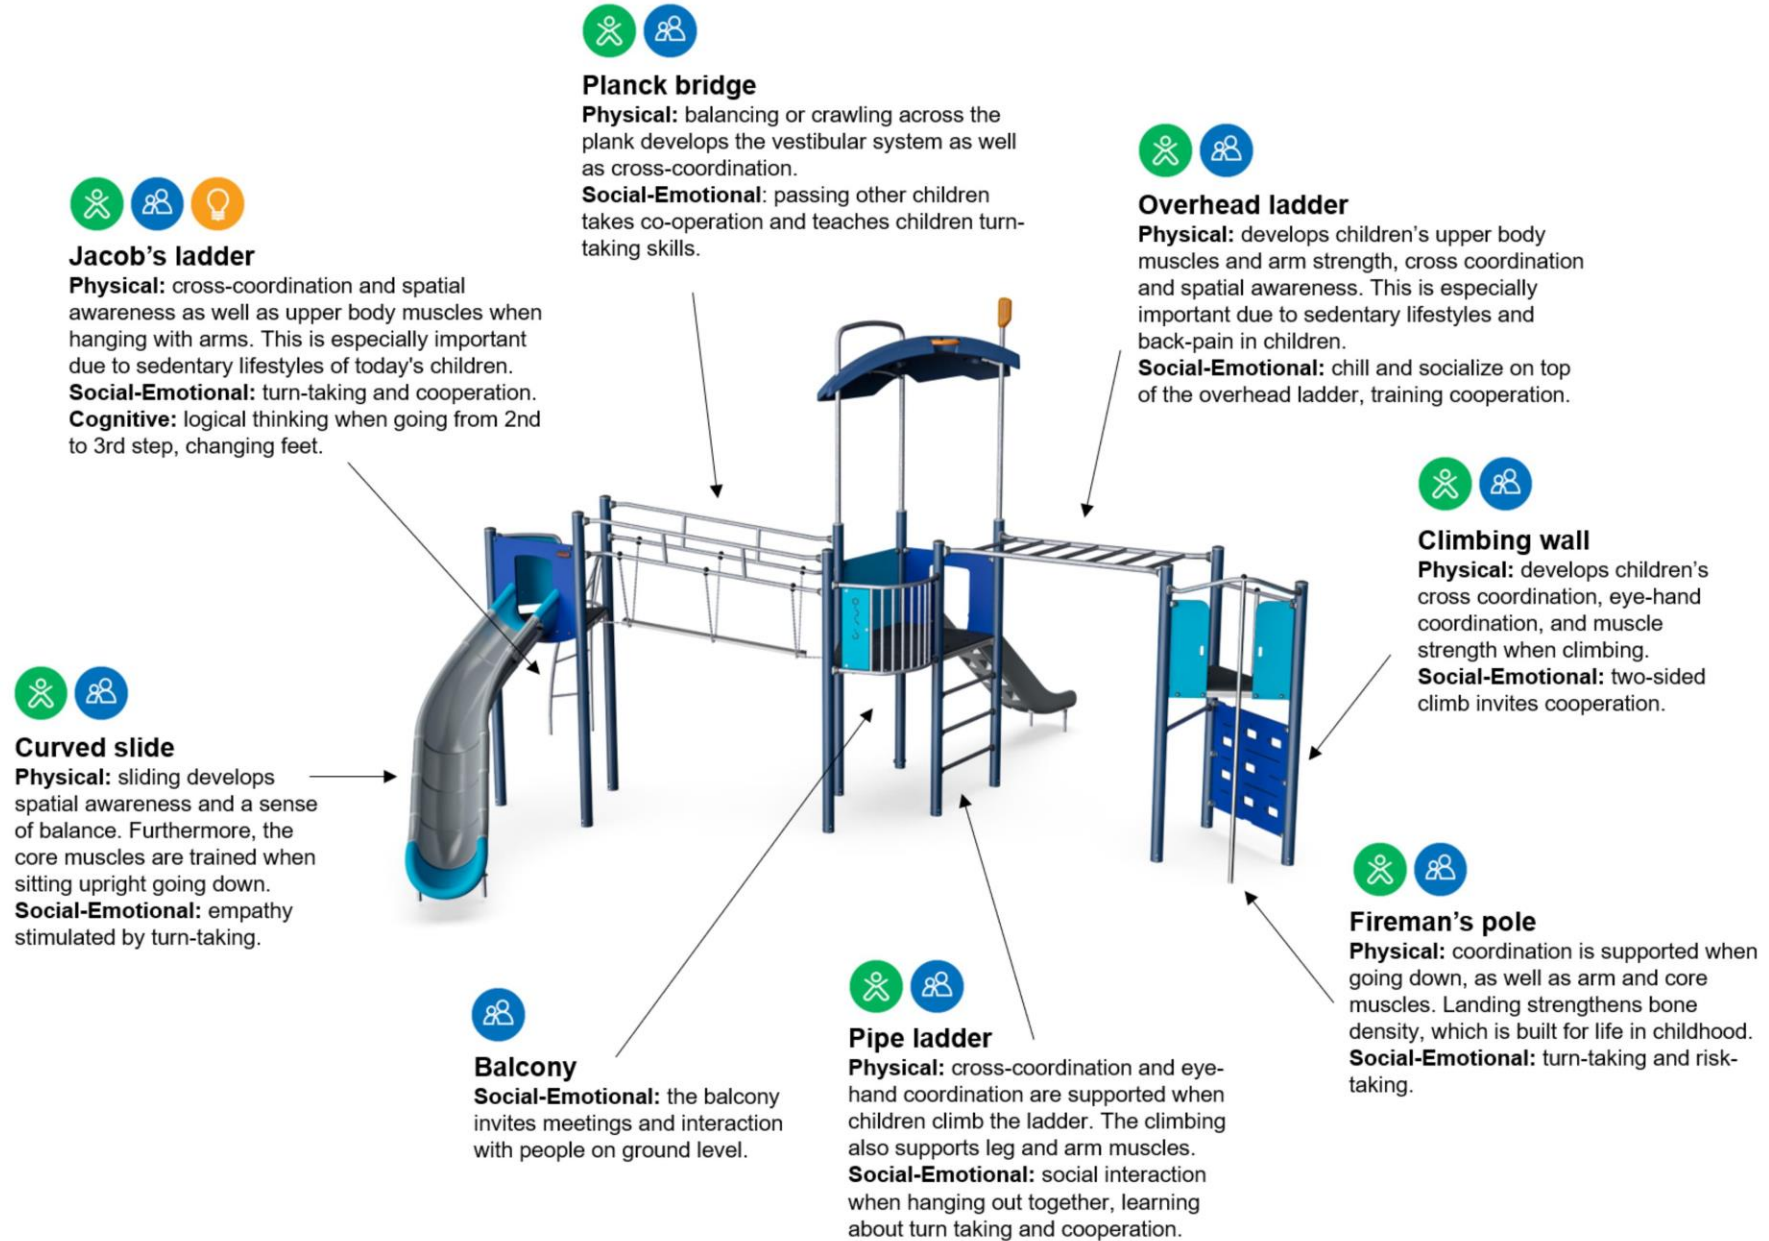 Planck bridge
Physical: balancing or crawling across the
plank develops the vestibular system as well
as cross-coordination.
Social-Emotional: passing other children
takes co-operation and teaches children turn-
taking skills.
Overhead ladder
Physical: develops children’s upper body
muscles and arm strength, cross coordination
and spatial awareness. This is especially
important due to sedentary lifestyles and
back-pain in children.
Social-Emotional: chill and socialize on top
of the overhead ladder, training cooperation.
Jacob’s ladder
Physical: cross-coordination and spatial
awareness as well as upper body muscles when
hanging with arms. This is especially important
due to sedentary lifestyles of today's children.
Social-Emotional: turn-taking and cooperation.
Cognitive: logical thinking when going from 2nd
to 3rd step, changing feet.
Climbing wall
Physical: develops children’s
cross coordination, eye-hand
coordination, and muscle
strength when climbing.
Social-Emotional: two-sided
climb invites cooperation.
Curved slide
Physical: sliding develops
spatial awareness and a sense
of balance. Furthermore, the
core muscles are trained when
sitting upright going down.
Social-Emotional: empathy
stimulated by turn-taking.
Fireman’s pole
Physical: coordination is supported when
going down, as well as arm and core
muscles. Landing strengthens bone
density, which is built for life in childhood.
Social-Emotional: turn-taking and risk-
taking.
Balcony
Social-Emotional: the balcony
invites meetings and interaction
with people on ground level.
Pipe ladder
Physical: cross-coordination and eye-
hand coordination are supported when
children climb the ladder. The climbing
also supports leg and arm muscles.
Social-Emotional: social interaction
when hanging out together, learning
about turn taking and cooperation.